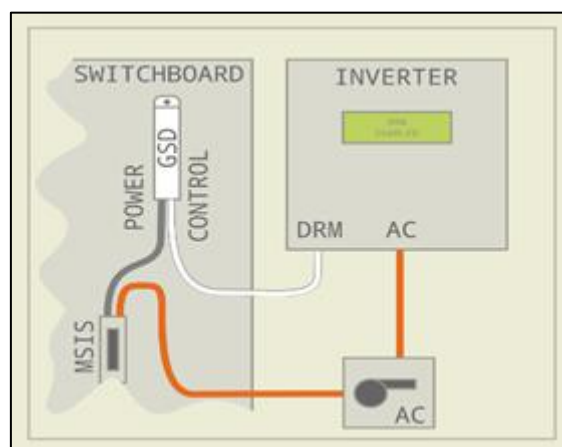 SWITCHBOARD
INVERTER
GSD
POWER
CONTROL
DRM AC
MSIS
AC